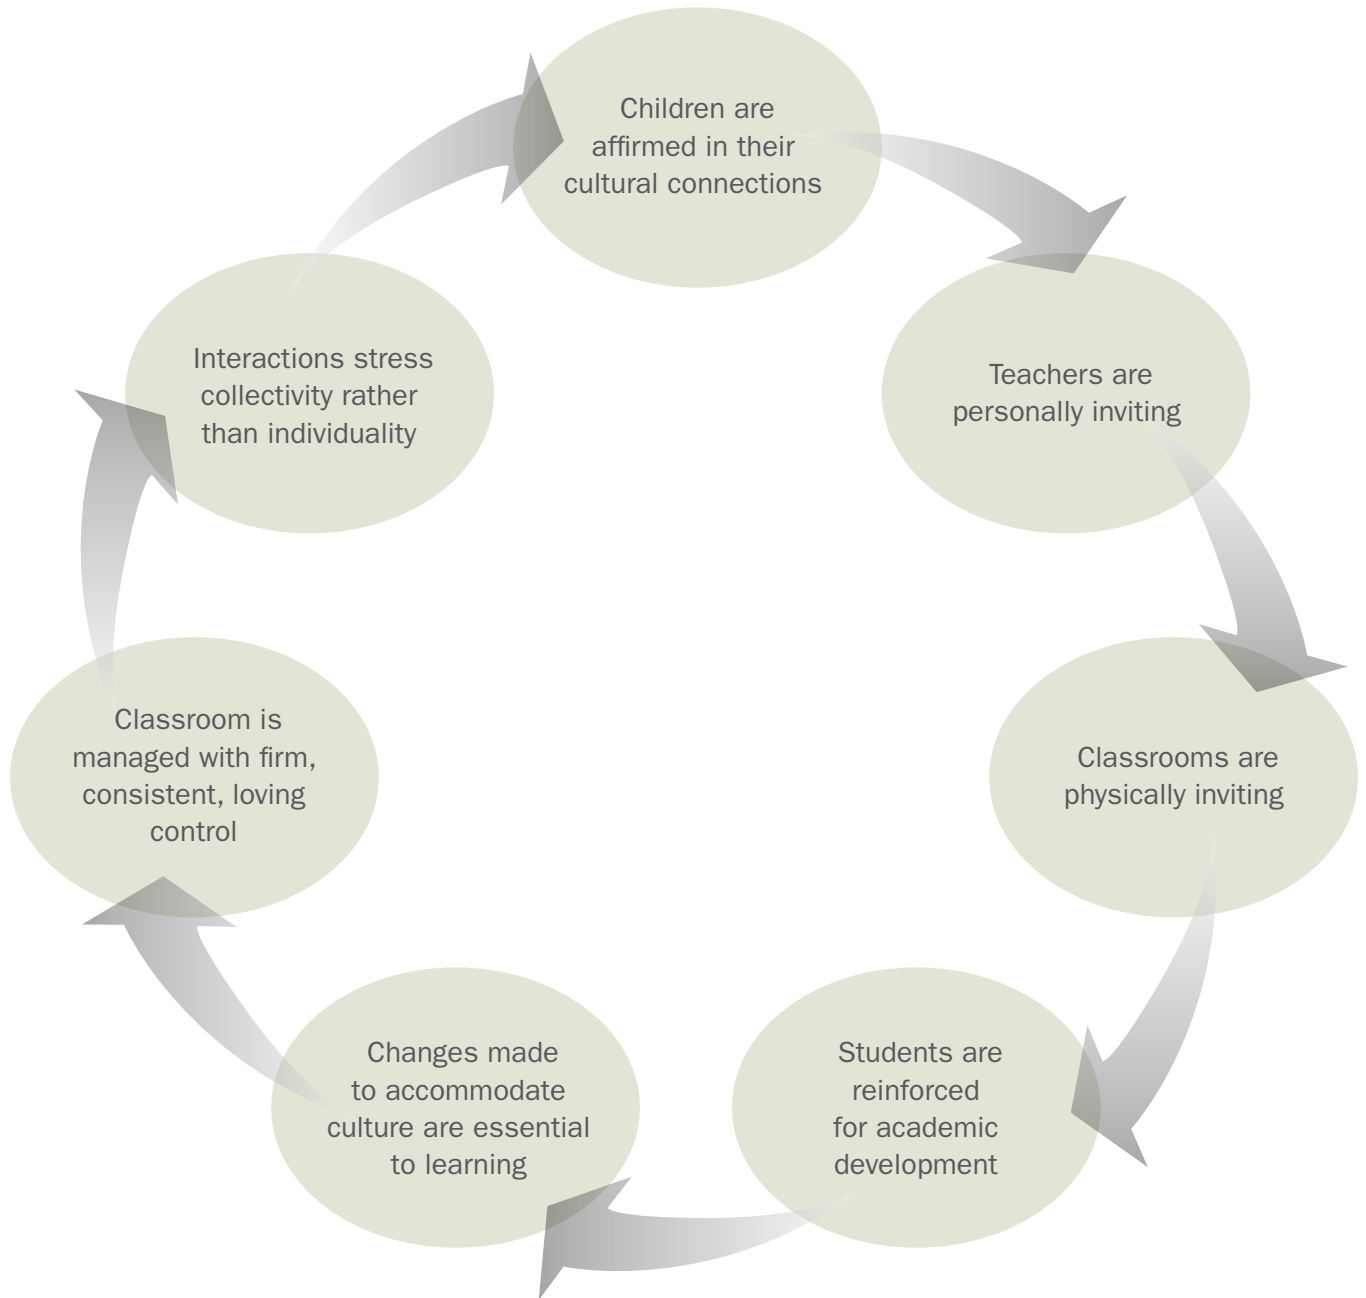 Children are
affirmed in their
cultural connections
Teachers are
personally inviting
Classrooms are
physically inviting
Students are
reinforced
for academic
development
Changes made
to accommodate
culture are essential
to learning
Classroom is
managed with firm,
consistent, loving
control
Interactions stress
collectivity rather
than individuality